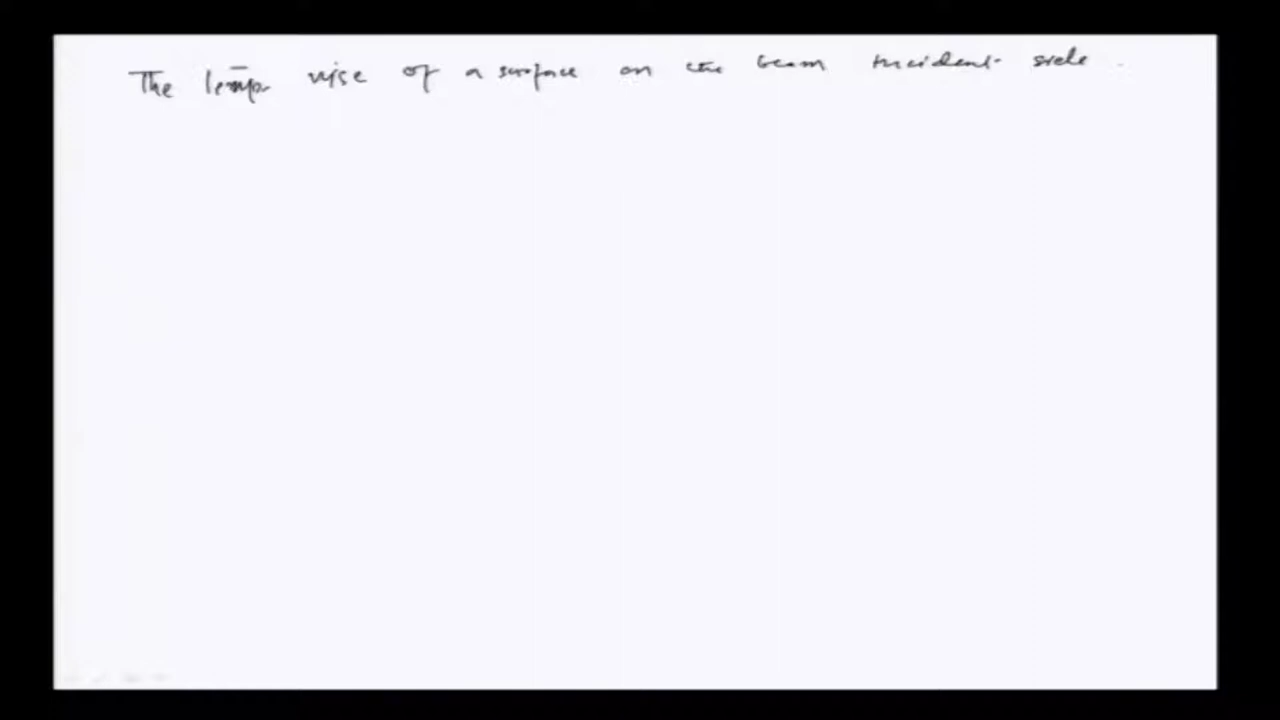 The temp rise of a surface on the beam incident side.